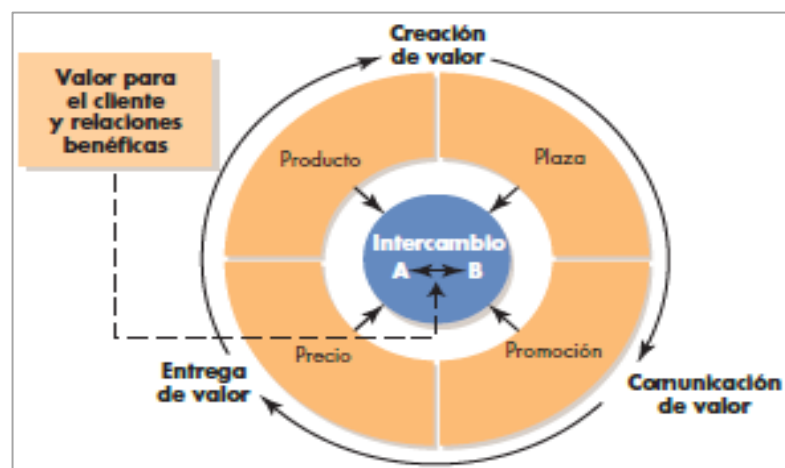 Creación
de valor
Valor para
el cliente
y relaciones
benéficas
Producto
Plaza
Intercambio
A B
Precio
Promoción
Entrega
de valor
Comunicación
de valor